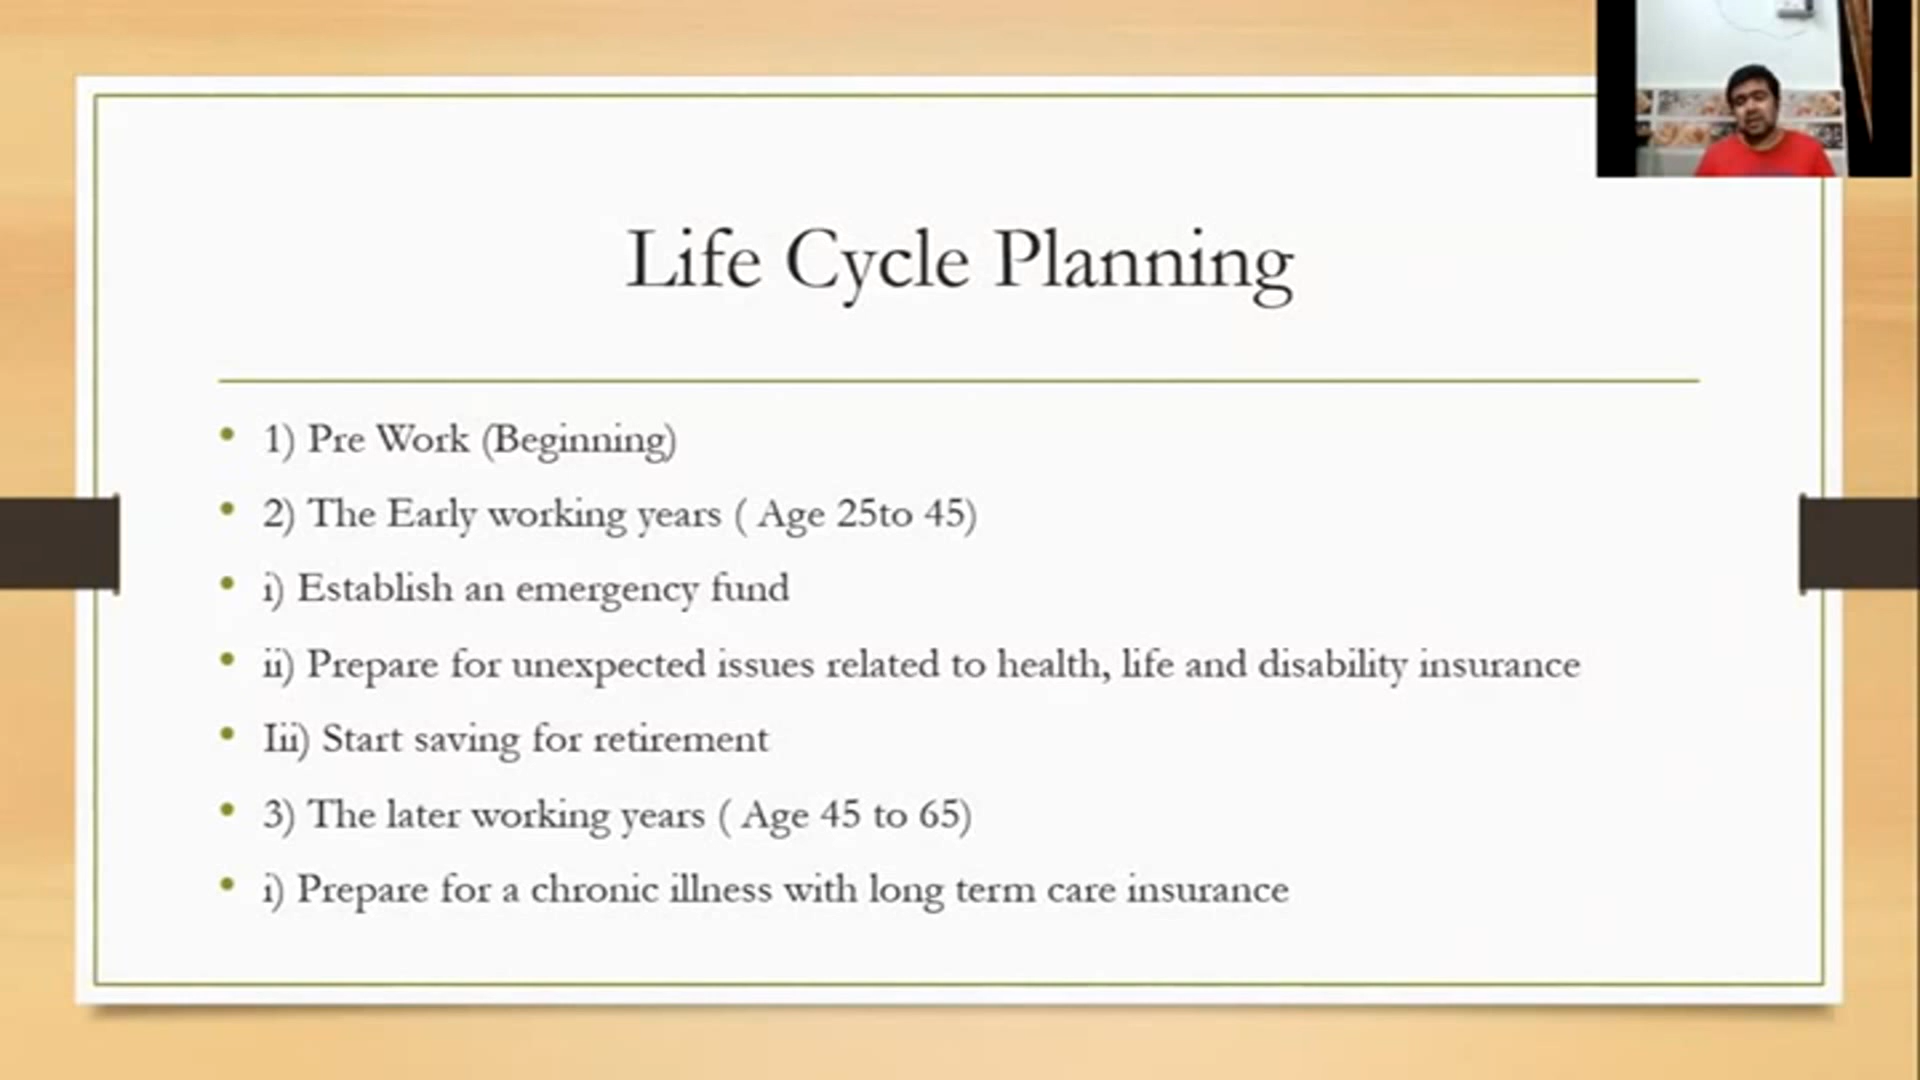 Life Cycle Planning
• 1) Pre Work (Beginning)
• 2) The Early working years ( Age 25to 45)
• i) Establish an emergency fund
• ii) Prepare for unexpected issues related to health, life and disability insurance
• Iii) Start saving for retirement
• 3) The later working years ( Age 45 to 65)
• i) Prepare for a chronic illness with long term care insurance